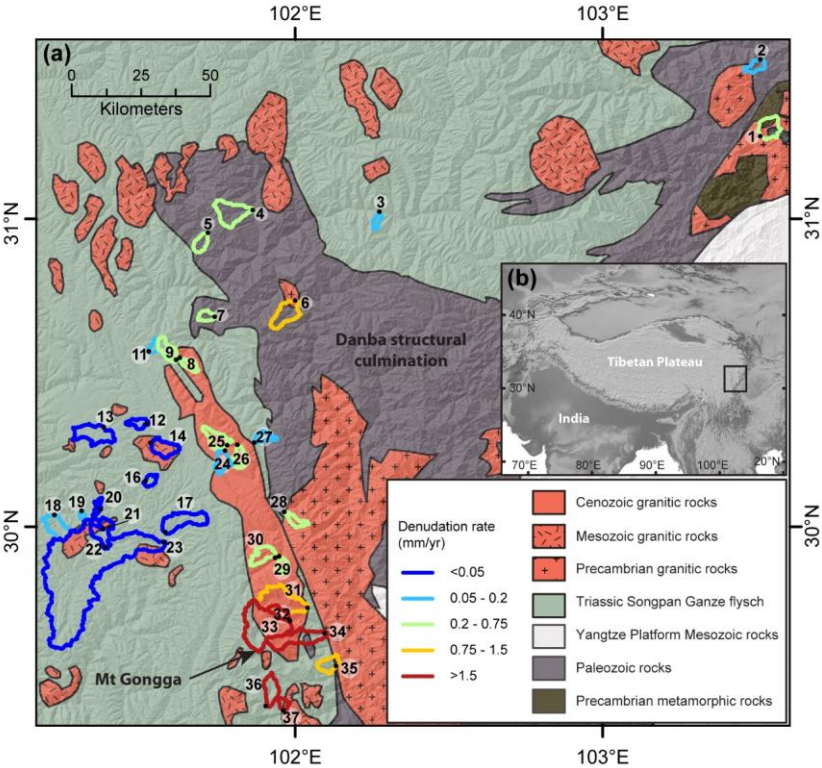 102°E
103°E
(a)
0
25
50
Kilometers
2
1
31°N
31°N
3
4
5
6
7
Danba structural
culmination
11
9
8
(b)
40°N
Tibetan Plateau
30°N
India
70°E
80°E
90°E
100°E
20°N
13
12
14
25
27
26
24
16
18
19
20
21
17
28
30°N
30°N
22
23
30
29
31
32
33
34
35
Mt Gongga
36
37
Denudation rate
(mm/yr)
<0.05
0.05 - 0.2
0.2 - 0.75
0.75 - 1.5
>1.5
Cenozoic granitic rocks
Mesozoic granitic rocks
Precambrian granitic rocks
Triassic Songpan Ganze flysch
Yangtze Platform Mesozoic rocks
Paleozoic rocks
Precambrian metamorphic rocks
102°E
103°E